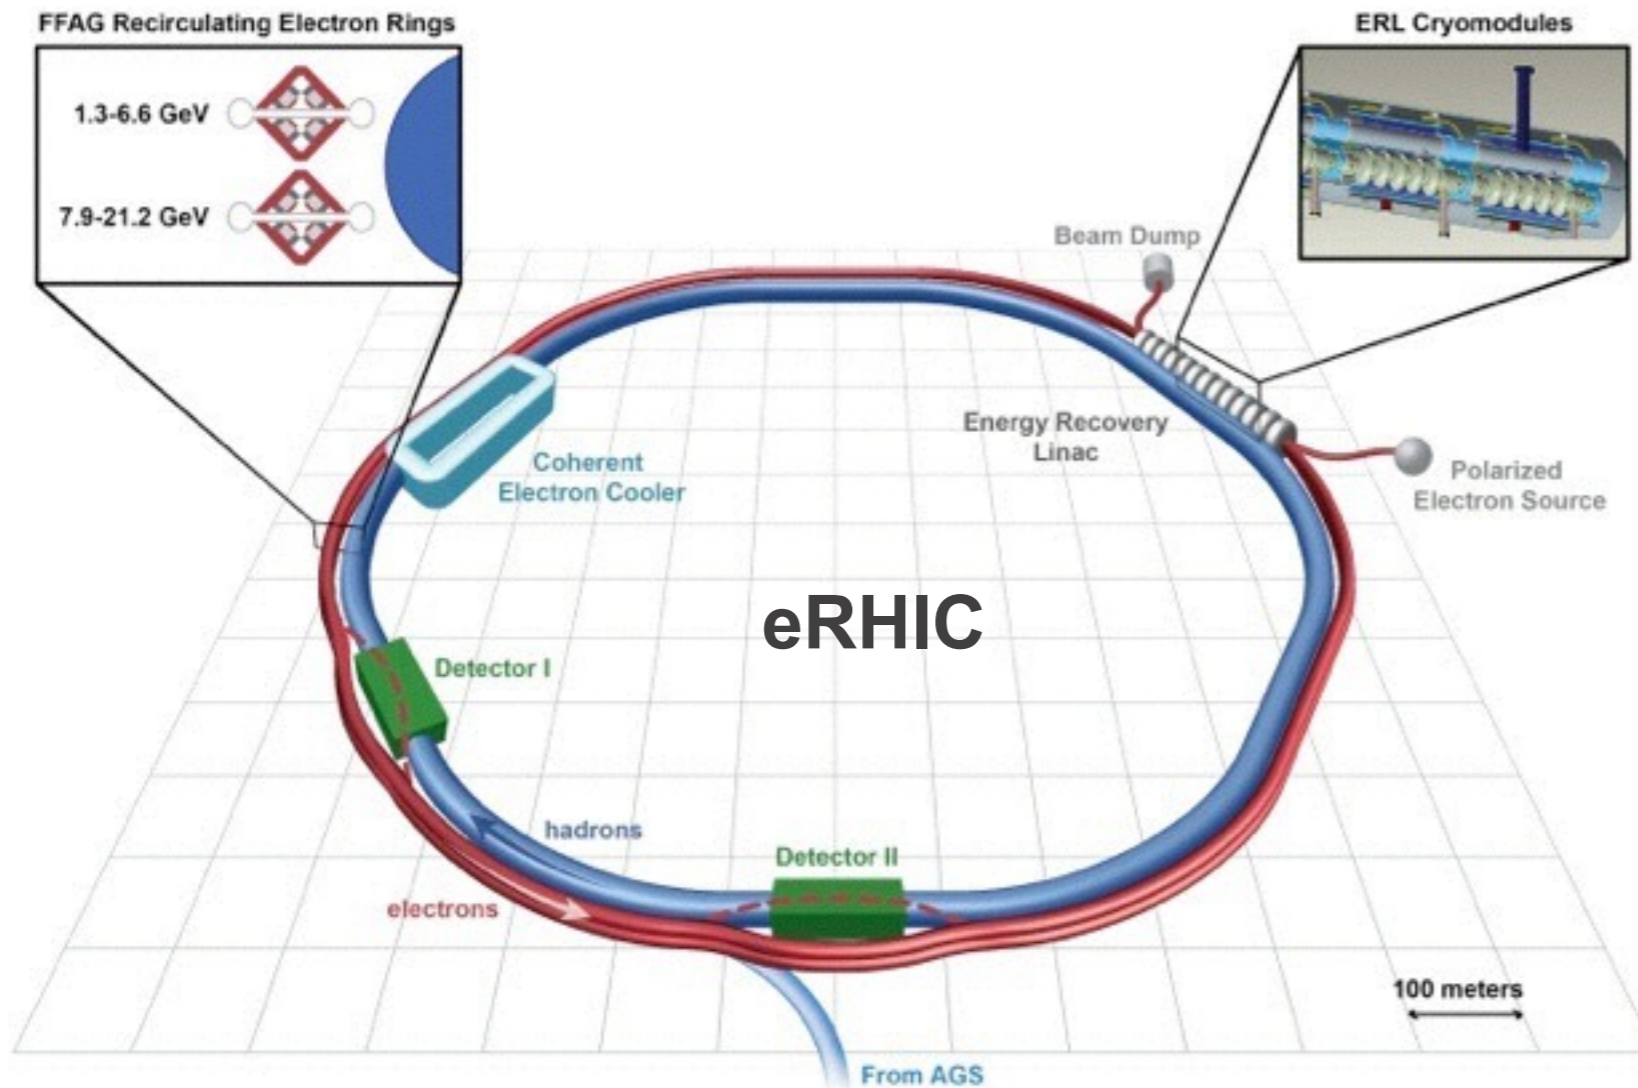 FFAG Recirculating Electron Rings
1.3-6.6 GeV
7.9-21.2 GeV
ERL Cryomodules
Beam Dump
Energy Recovery
Linac
Polarized
Electron Source
Coherent
Electron Cooler
eRHIC
Detector I
hadrons
Detector II
electrons
100 meters
From AGS